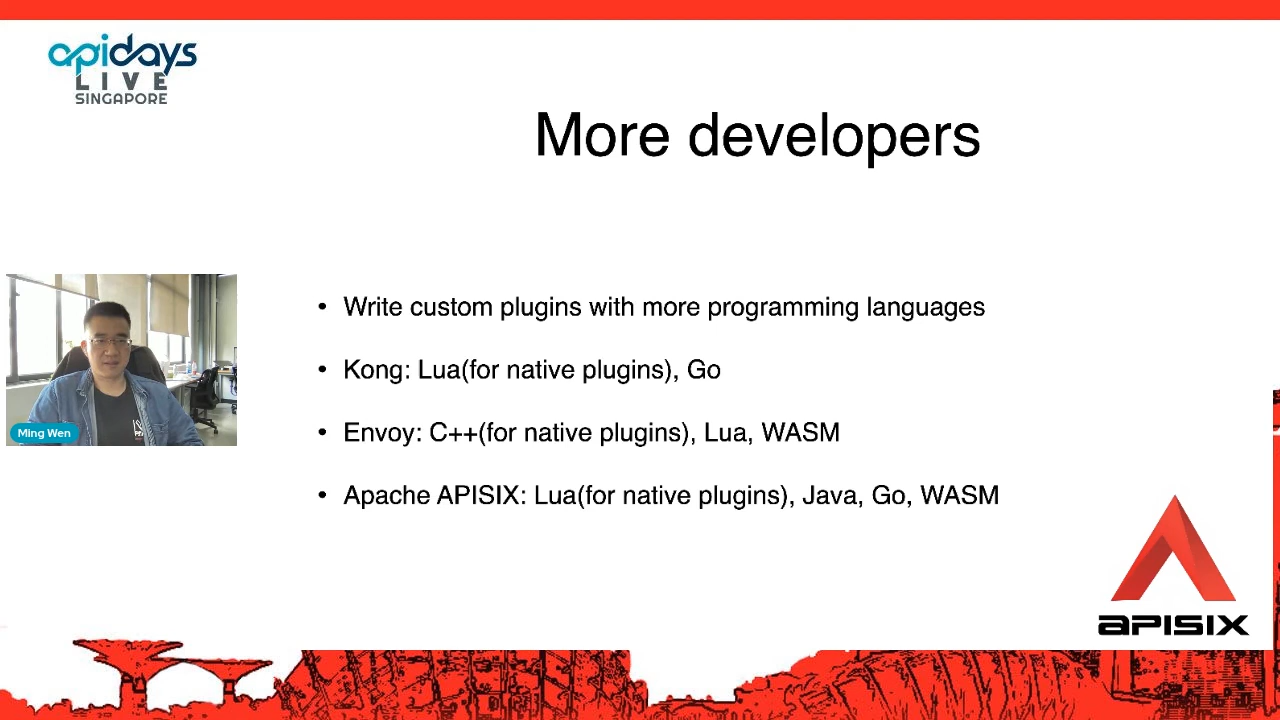 apidays
LIVE
SINGAPORE
More developers
Ming Wen
• Write custom plugins with more programming languages
• Kong: Lua(for native plugins), Go
• Envoy: C++(for native plugins), Lua, WASM
• Apache APISIX: Lua(for native plugins), Java, Go, WASM
APISIX